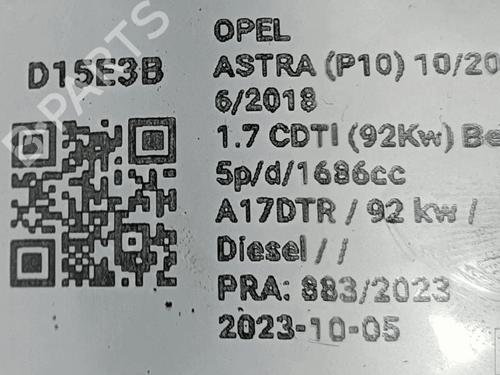 D15E3B
OPEL
ASTRA (P10) 10/20
6/2018
1.7 CDTI (92Kw) Be
5p/d/1686cc
A17DTR / 92 kw /
Diesel / /
PRA: 883/2023
2023-10-05